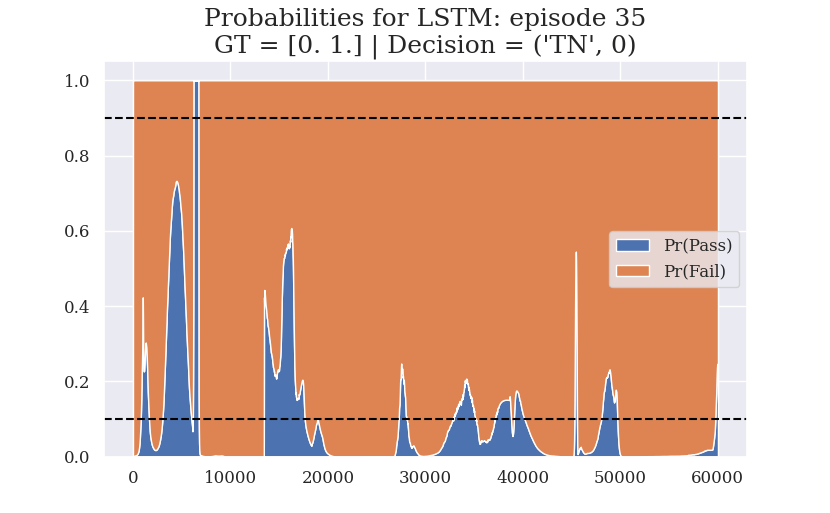 Probabilities for LSTM: episode 35
GT = [0. 1.] | Decision = ('TN', 0)
1.0
0.8
0.6
0.4
0.2
0.0
Pr(Pass)
Pr(Fail)
0 10000 20000 30000 40000 50000 60000